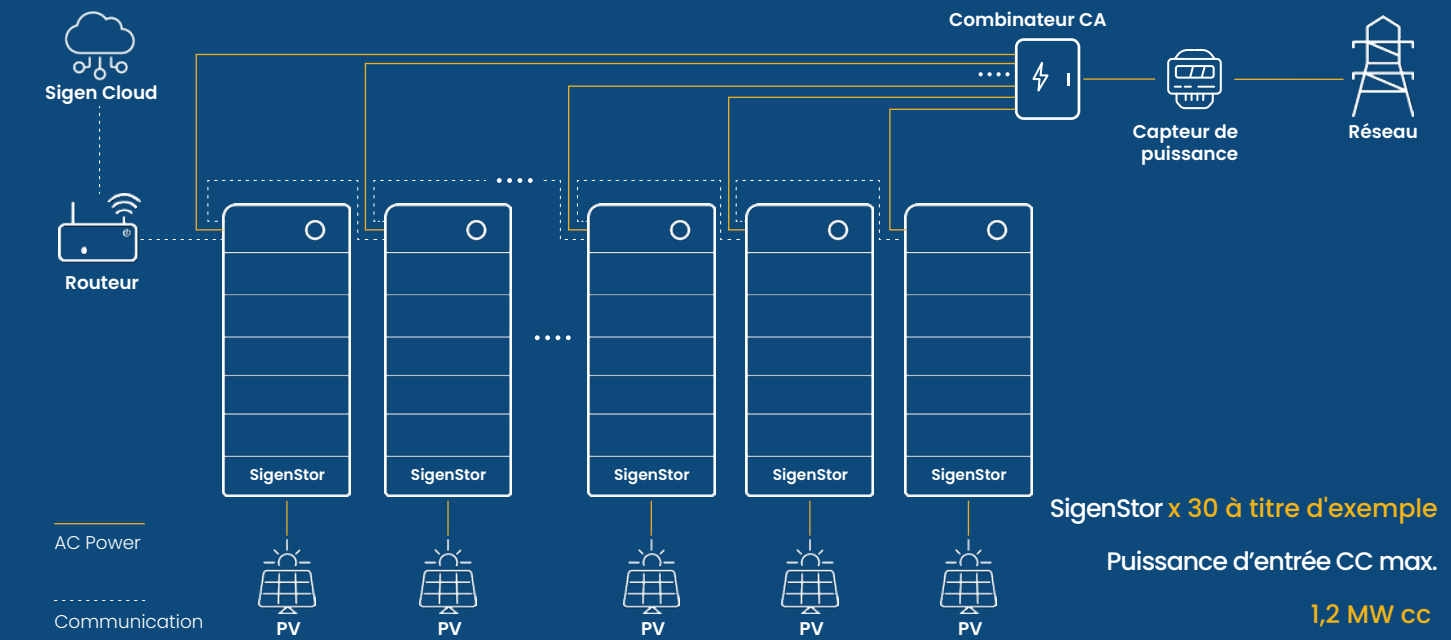 Combinateur CA
Sigen Cloud
Capteur de
puissance
Réseau
Routeur
SigenStor
SigenStor
SigenStor
SigenStor
SigenStor
SigenStor x 30 à titre d'exemple
AC Power
Puissance d’entrée CC max.
1,2 MW cc
Communication
PV
PV
PV
PV
PV